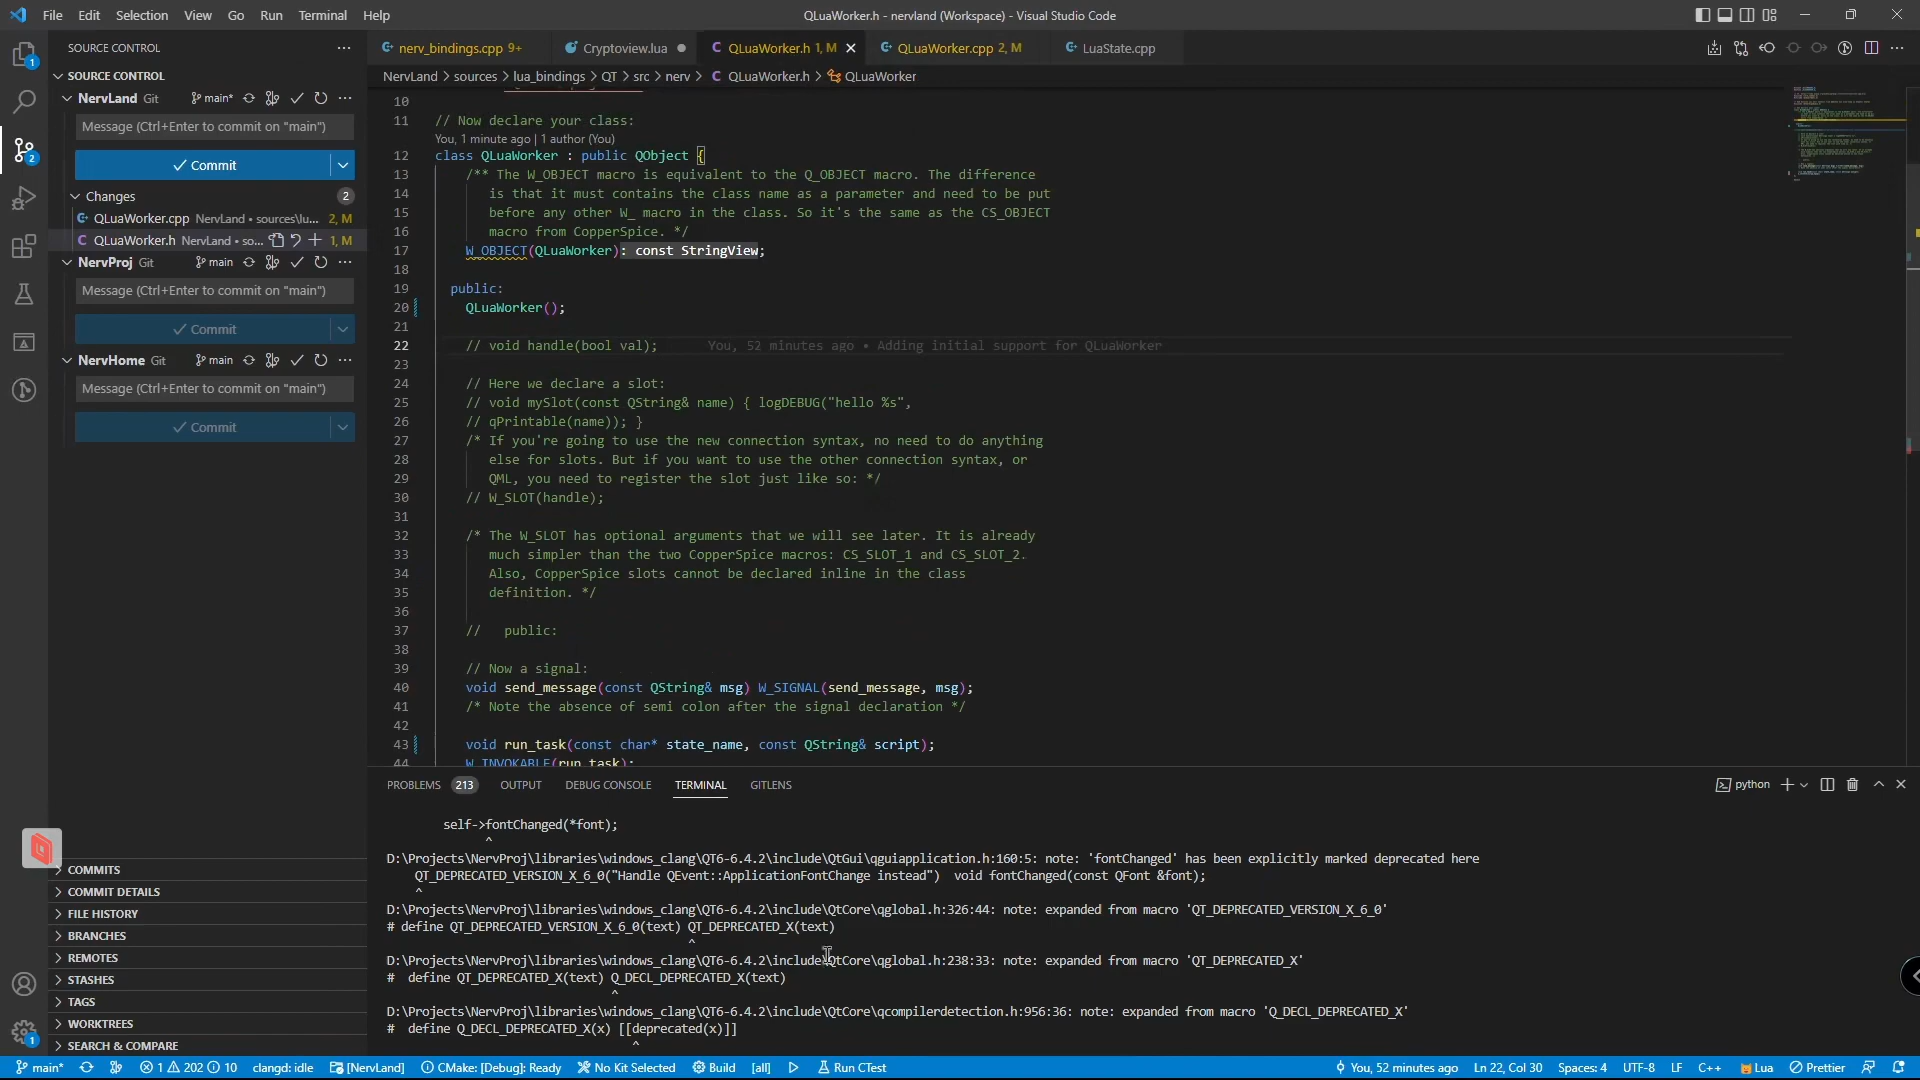 File Edit Selection View Go Run Terminal Help
QLuaWorker.h - nervland (Workspace) - Visual Studio Code
SOURCE CONTROL
nerv_bindings.cpp 9+
Cryptoview.lua
QLuaWorker.h 1, M
QLuaWorker.cpp 2, M
LuaState.cpp
NervLand > sources > lua_bindings > QT > src > nerv > QLuaWorker.h > QLuaWorker
SOURCE CONTROL
NervLand Git main*
Message (Ctrl+Enter to commit on "main")
Commit
Changes 2
QLuaWorker.cpp NervLand • sources\lu... 2, M
QLuaWorker.h NervLand • so... 1, M
NervProj Git main
Message (Ctrl+Enter to commit on "main")
Commit
NervHome Git main
Message (Ctrl+Enter to commit on "main")
Commit
COMMITS
COMMIT DETAILS
FILE HISTORY
BRANCHES
REMOTES
STASHES
TAGS
WORKTREES
SEARCH & COMPARE
10
11 // Now declare your class:
You, 1 minute ago | 1 author (You)
12 class QLuaWorker : public QObject {
13 /** The W_OBJECT macro is equivalent to the Q_OBJECT macro. The difference
14 is that it must contains the class name as a parameter and need to be put
15 before any other W_ macro in the class. So it's the same as the CS_OBJECT
16 macro from CopperSpice. */
17 W_OBJECT(QLuaWorker): const StringView;
18
19 public:
20 QLuaWorker();
21
22 // void handle(bool val); You, 52 minutes ago • Adding initial support for QLuaWorker
23
24 // Here we declare a slot:
25 // void mySlot(const QString& name) { logDEBUG("hello %s",
26 // qPrintable(name)); }
27 /* If you're going to use the new connection syntax, no need to do anything
28 else for slots. But if you want to use the other connection syntax, or
29 QML, you need to register the slot just like so: */
30 // W_SLOT(handle);
31
32 /* The W_SLOT has optional arguments that we will see later. It is already
33 much simpler than the two CopperSpice macros: CS_SLOT_1 and CS_SLOT_2.
34 Also, CopperSpice slots cannot be declared inline in the class
35 definition. */
36
37 // public:
38
39 // Now a signal:
40 void send_message(const QString& msg) W_SIGNAL(send_message, msg);
41 /* Note the absence of semi colon after the signal declaration */
42
43 void run_task(const char* state_name, const QString& script);
44 W_INVOKABLE(run_task);
PROBLEMS 213 OUTPUT DEBUG CONSOLE TERMINAL GITLENS
python
self->fontChanged(*font);
^
D:\Projects\NervProj\libraries\windows_clang\QT6-6.4.2\include\QtGui\qguiapplication.h:160:5: note: 'fontChanged' has been explicitly marked deprecated here
QT_DEPRECATED_VERSION_X_6_0("Handle QEvent::ApplicationFontChange instead") void fontChanged(const QFont &font);
^
D:\Projects\NervProj\libraries\windows_clang\QT6-6.4.2\include\QtCore\qglobal.h:326:44: note: expanded from macro 'QT_DEPRECATED_VERSION_X_6_0'
# define QT_DEPRECATED_VERSION_X_6_0(text) QT_DEPRECATED_X(text)
^
D:\Projects\NervProj\libraries\windows_clang\QT6-6.4.2\include\QtCore\qglobal.h:238:33: note: expanded from macro 'QT_DEPRECATED_X'
# define QT_DEPRECATED_X(text) Q_DECL_DEPRECATED_X(text)
^
D:\Projects\NervProj\libraries\windows_clang\QT6-6.4.2\include\QtCore\qcompilerdetection.h:956:36: note: expanded from macro 'Q_DECL_DEPRECATED_X'
# define Q_DECL_DEPRECATED_X(x) [[deprecated(x)]]
^
main* 1 202 10 clangd: idle [NervLand] CMake: [Debug]: Ready No Kit Selected Build [all] Run CTest You, 52 minutes ago Ln 22, Col 30 Spaces: 4 UTF-8 LF C++ Lua Prettier